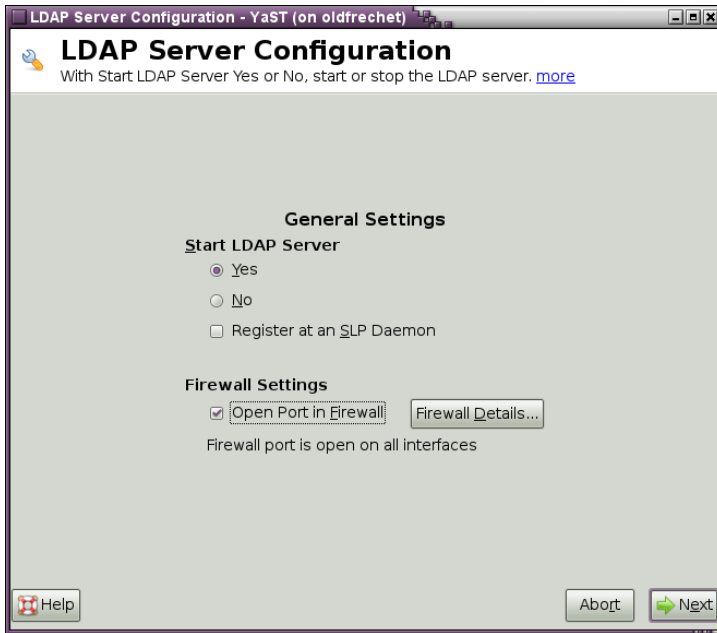 LDAP Server Configuration - YaST (on oldfrechet)
LDAP Server Configuration
With Start LDAP Server Yes or No, start or stop the LDAP server. more
General Settings
Start LDAP Server
Yes
No
Register at an SLP Daemon
Firewall Settings
Open Port in Firewall Firewall Details...
Firewall port is open on all interfaces
Help Abort Next